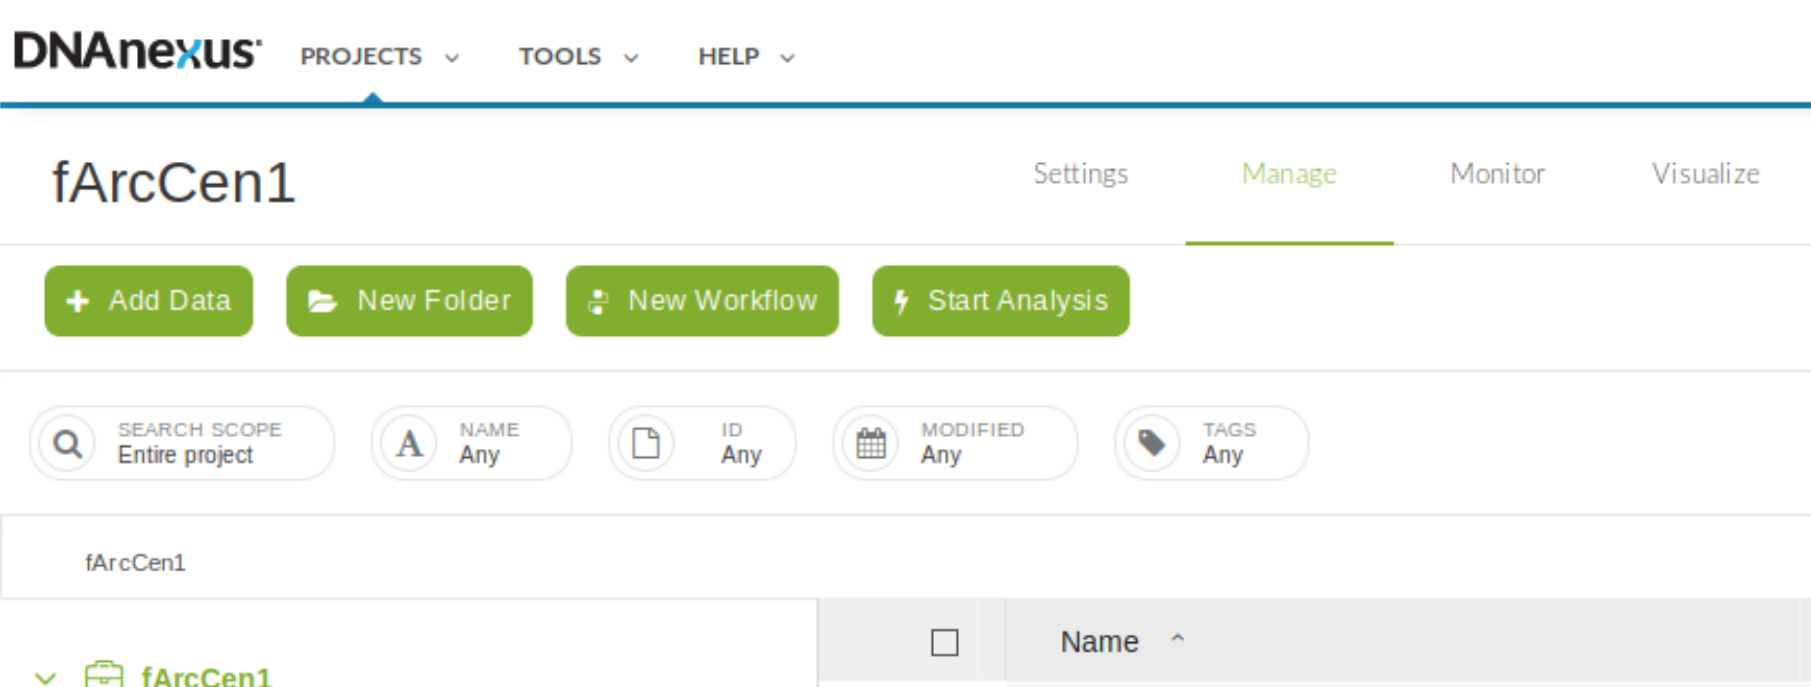 DNAnexus PROJECTS TOOLS HELP
fArcCen1 Settings Manage Monitor Visualize
Add Data New Folder New Workflow Start Analysis
SEARCH SCOPE NAME ID MODIFIED TAGS
Entire project Any Any Any Any
fArcCen1
Name
fArcCen1